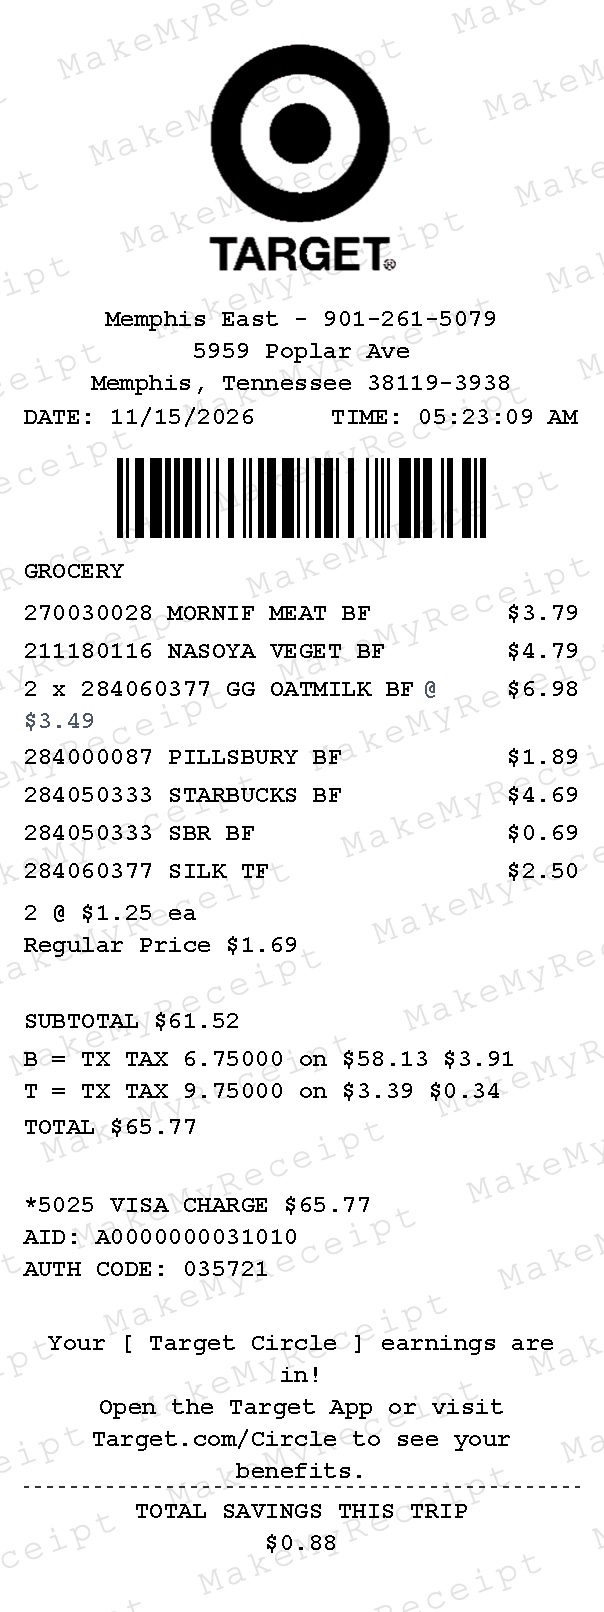 TARGET®
Memphis East - 901-261-5079
5959 Poplar Ave
Memphis, Tennessee 38119-3938
DATE: 11/15/2026 TIME: 05:23:09 AM
GROCERY
270030028 MORNIF MEAT BF $3.79
211180116 NASOYA VEGET BF $4.79
2 x 284060377 GG OATMILK BF @ $6.98
$3.49
284000087 PILLSBURY BF $1.89
284050333 STARBUCKS BF $4.69
284050333 SBR BF $0.69
284060377 SILK TF $2.50
2 @ $1.25 ea
Regular Price $1.69
SUBTOTAL $61.52
B = TX TAX 6.75000 on $58.13 $3.91
T = TX TAX 9.75000 on $3.39 $0.34
TOTAL $65.77
*5025 VISA CHARGE $65.77
AID: A0000000031010
AUTH CODE: 035721
Your [ Target Circle ] earnings are
in!
Open the Target App or visit
Target.com/Circle to see your
benefits.
TOTAL SAVINGS THIS TRIP
$0.88
MakeMyReceipt